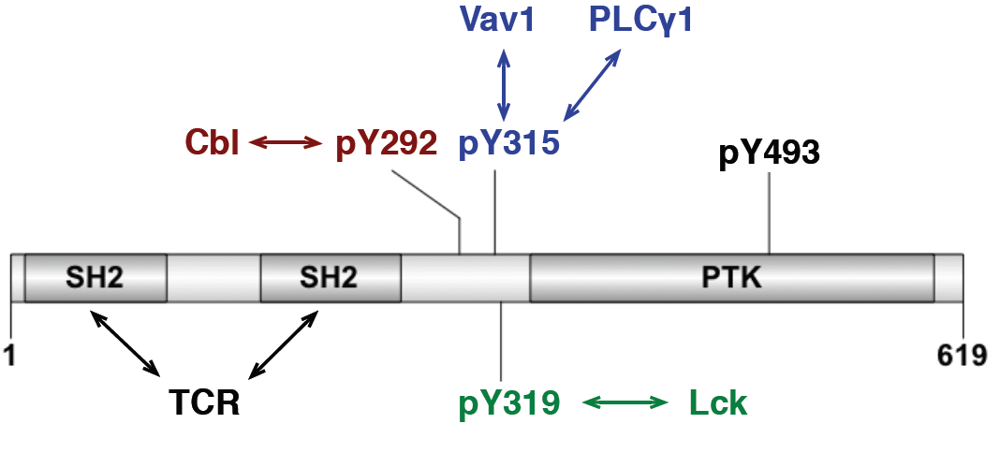 Vav1 PLCγ1
Cbl pY292 pY315 pY493
SH2 SH2 PTK
1 619
TCR pY319 Lck